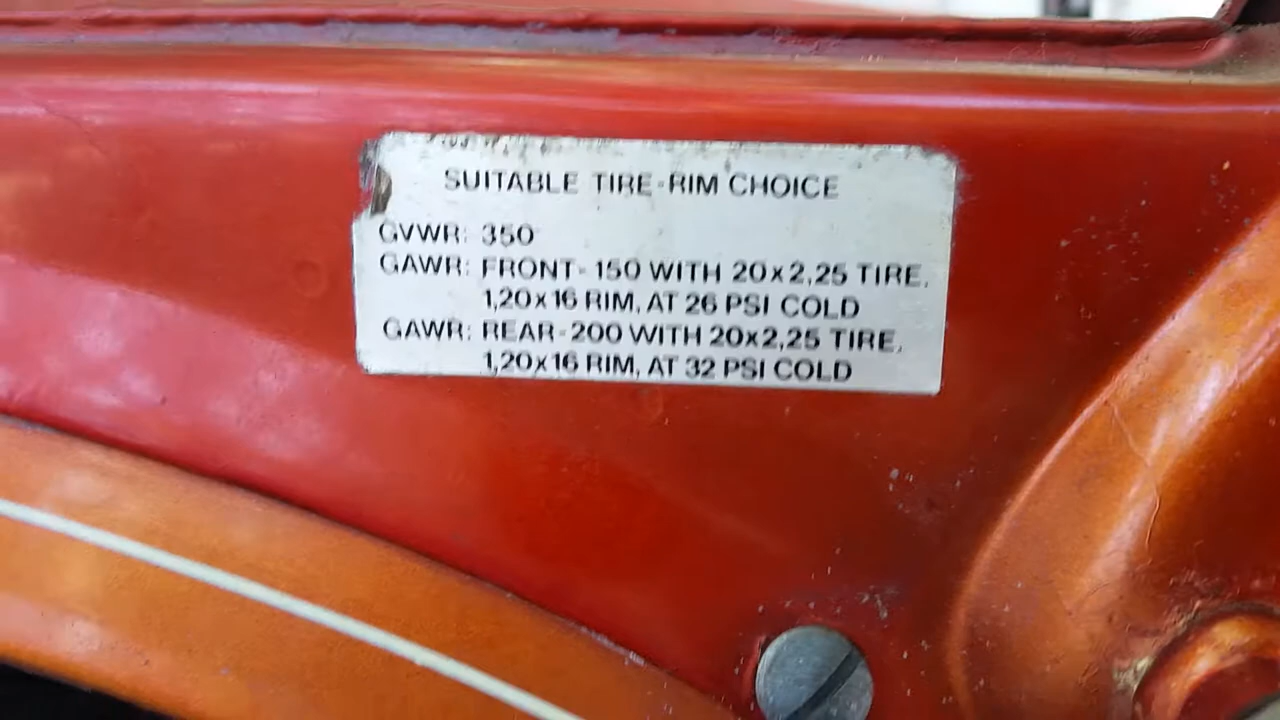 SUITABLE TIRE-RIM CHOICE
GVWR: 350
GAWR: FRONT-150 WITH 20x2,25 TIRE,
1,20x16 RIM, AT 26 PSI COLD
GAWR: REAR-200 WITH 20x2,25 TIRE,
1,20x16 RIM, AT 32 PSI COLD